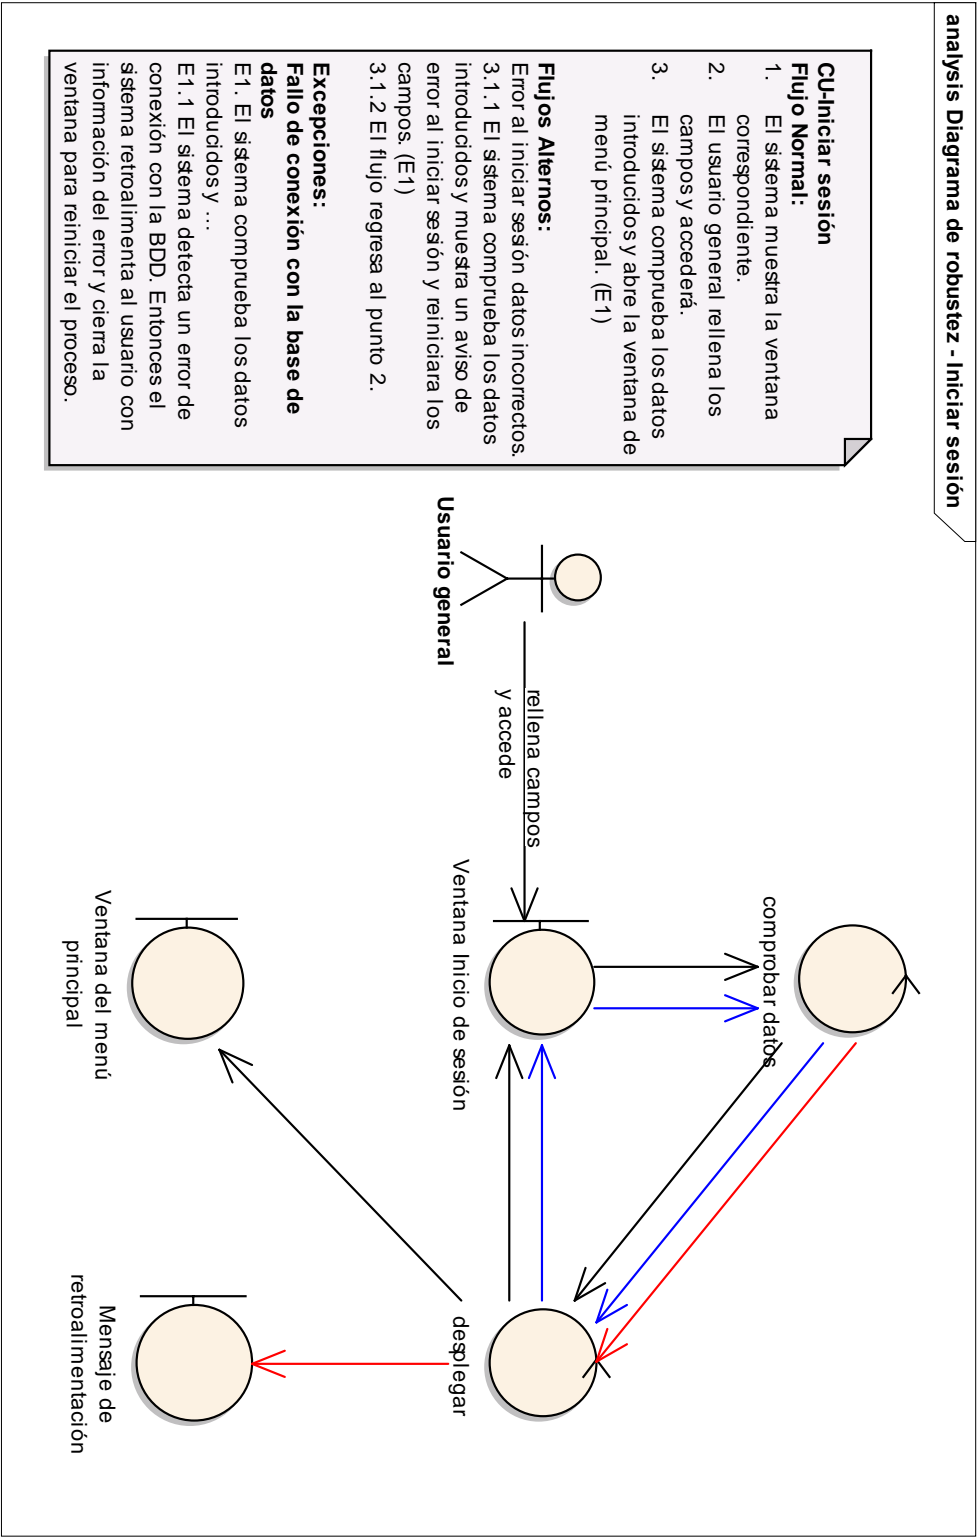 analysis Diagrama de robustez - Iniciar sesión
CU-Iniciar sesión
Flujo Normal:
1. El sistema muestra la ventana
correspondiente.
2. El usuario general rellena los
campos y accederá.
3. El sistema comprueba los datos
introducidos y abre la ventana de
menú principal. (E1)
Flujos Alternos:
Error al iniciar sesión datos incorrectos.
3.1.1 El sistema comprueba los datos
introducidos y muestra un aviso de
error al iniciar sesión y reiniciara los
campos. (E1)
3.1.2 El flujo regresa al punto 2.
Excepciones:
Fallo de conexión con la base de
datos
E1. El sistema comprueba los datos
introducidos y ...
E1.1 El sistema detecta un error de
conexión con la BDD. Entonces el
sistema retroalimenta al usuario con
información del error y cierra la
ventana para reiniciar el proceso.
Usuario general
rellena campos
y accede
comprobar datos
Ventana Inicio de sesión
desplegar
Ventana del menú
principal
Mensaje de
retroalimentación